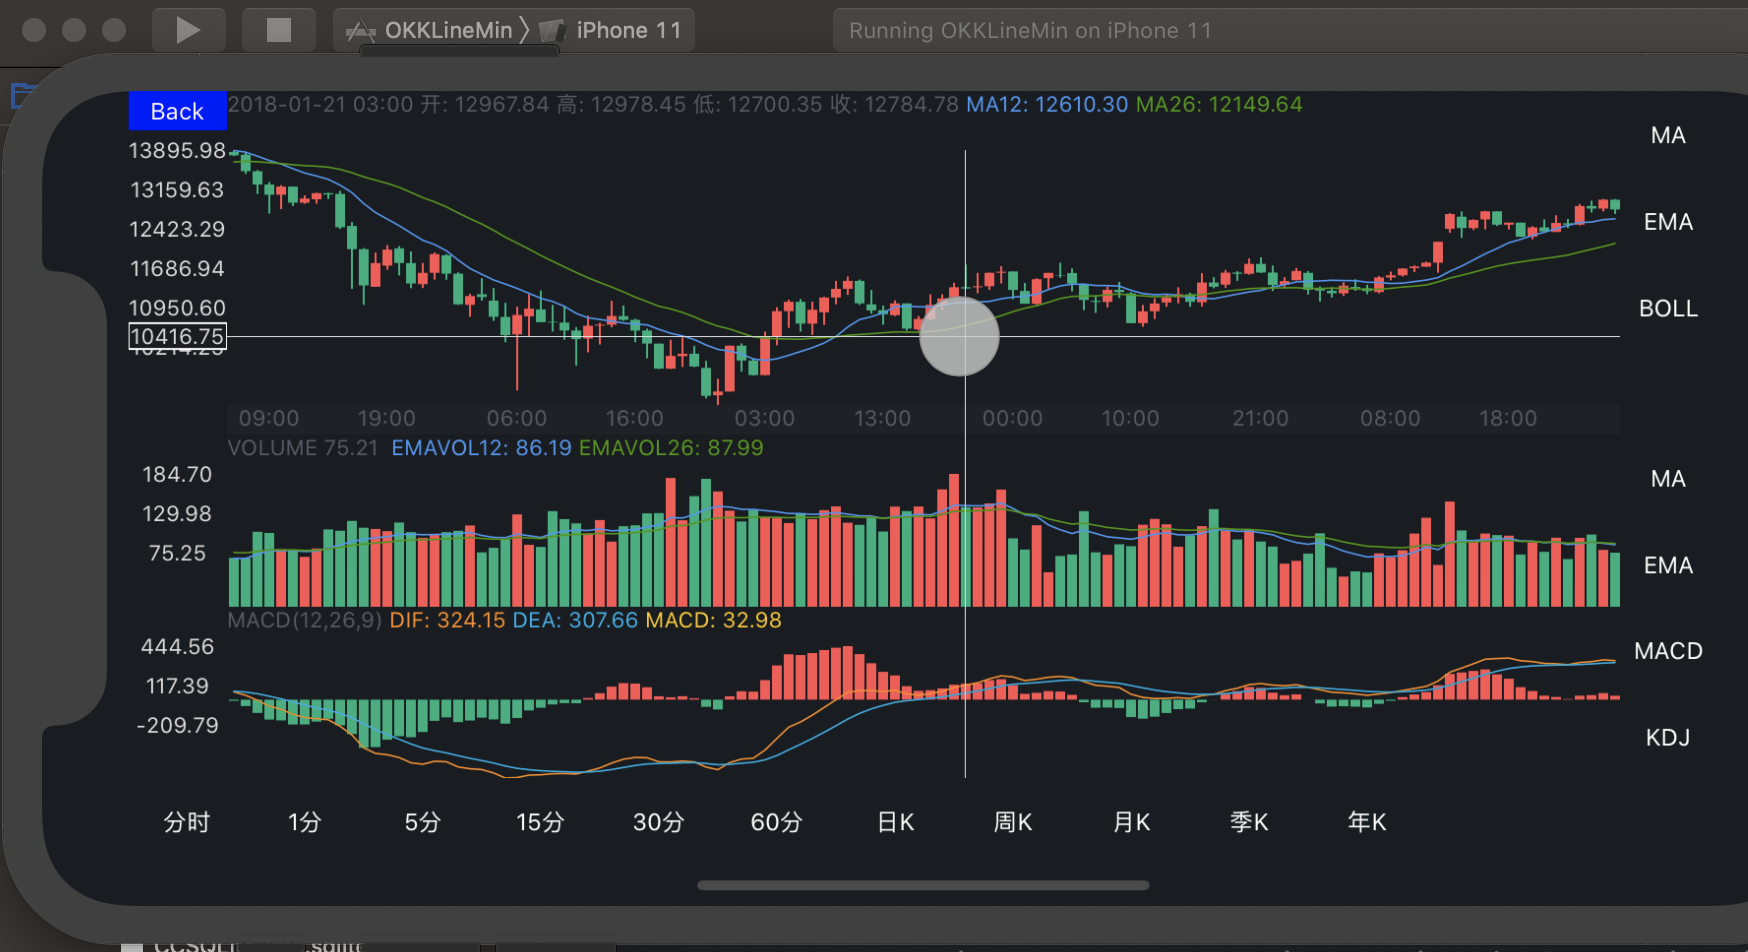 OKKLineMin 〉 iPhone 11
Running OKKLineMin on iPhone 11
Back
2018-01-21 03:00 开: 12967.84 高: 12978.45 低: 12700.35 收: 12784.78 MA12: 12610.30 MA26: 12149.64
13895.98
13159.63
12423.29
11686.94
10950.60
10416.75
MA
EMA
BOLL
09:00 19:00 06:00 16:00 03:00 13:00 00:00 10:00 21:00 08:00 18:00
VOLUME 75.21 EMAVOL12: 86.19 EMAVOL26: 87.99
184.70
129.98
75.25
MA
EMA
MACD(12,26,9) DIF: 324.15 DEA: 307.66 MACD: 32.98
444.56
117.39
-209.79
MACD
KDJ
分时 1分 5分 15分 30分 60分 日K 周K 月K 季K 年K